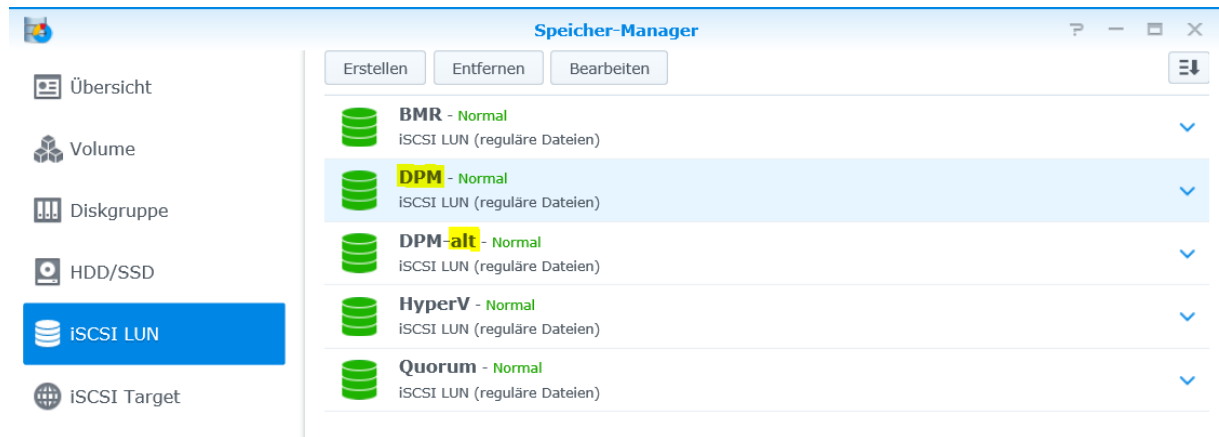 Speicher-Manager
Übersicht
Volume
Diskgruppe
HDD/SSD
iSCSI LUN
iSCSI Target
Erstellen Entfernen Bearbeiten
BMR - Normal
iSCSI LUN (reguläre Dateien)
DPM - Normal
iSCSI LUN (reguläre Dateien)
DPM-alt - Normal
iSCSI LUN (reguläre Dateien)
HyperV - Normal
iSCSI LUN (reguläre Dateien)
Quorum - Normal
iSCSI LUN (reguläre Dateien)